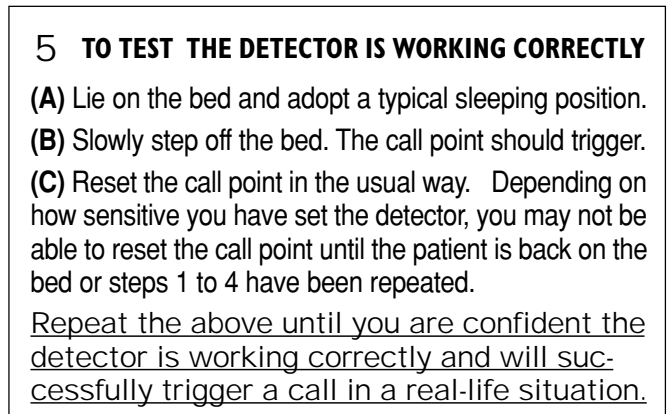 5 TO TEST THE DETECTOR IS WORKING CORRECTLY
(A) Lie on the bed and adopt a typical sleeping position.
(B) Slowly step off the bed. The call point should trigger.
(C) Reset the call point in the usual way. Depending on
how sensitive you have set the detector, you may not be
able to reset the call point until the patient is back on the
bed or steps 1 to 4 have been repeated.
Repeat the above until you are confident the
detector is working correctly and will suc-
cessfully trigger a call in a real-life situation.